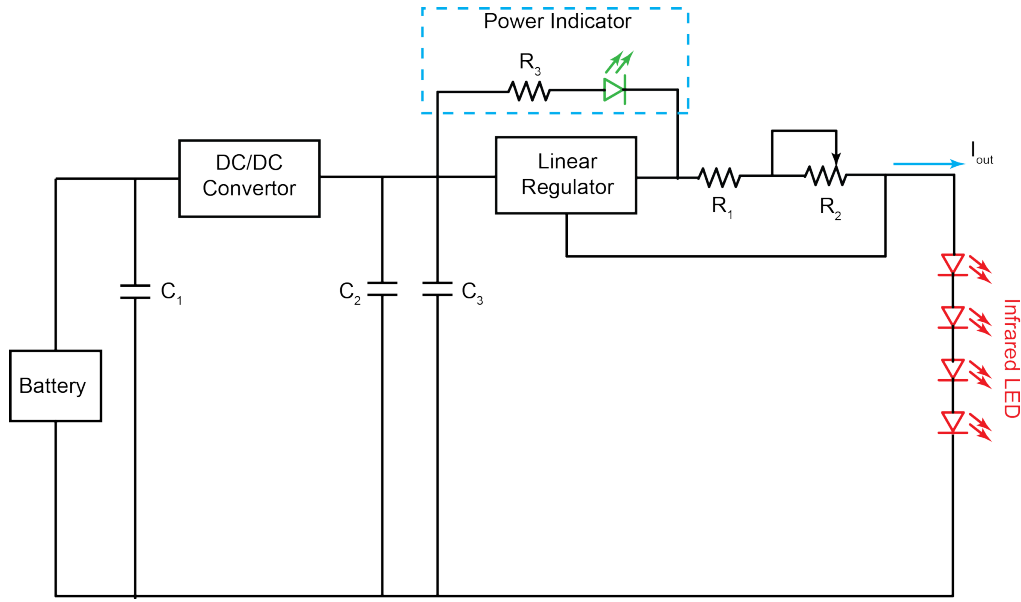 Power Indicator
R3
DC/DC
Convertor
Linear
Regulator
Iout
R1
R2
C1
C2
C3
Battery
Infrared LED